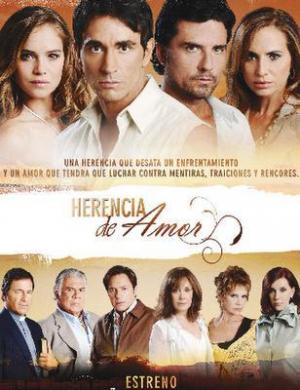 UNA HERENCIA QUE DESATA UN ENFRENTAMIENTO
Y UN AMOR QUE TENDRA QUE LUCHAR CONTRA MENTIRAS, TRAICIONES Y RENCORES.
HERENCIA
de Amor
ESTRENO